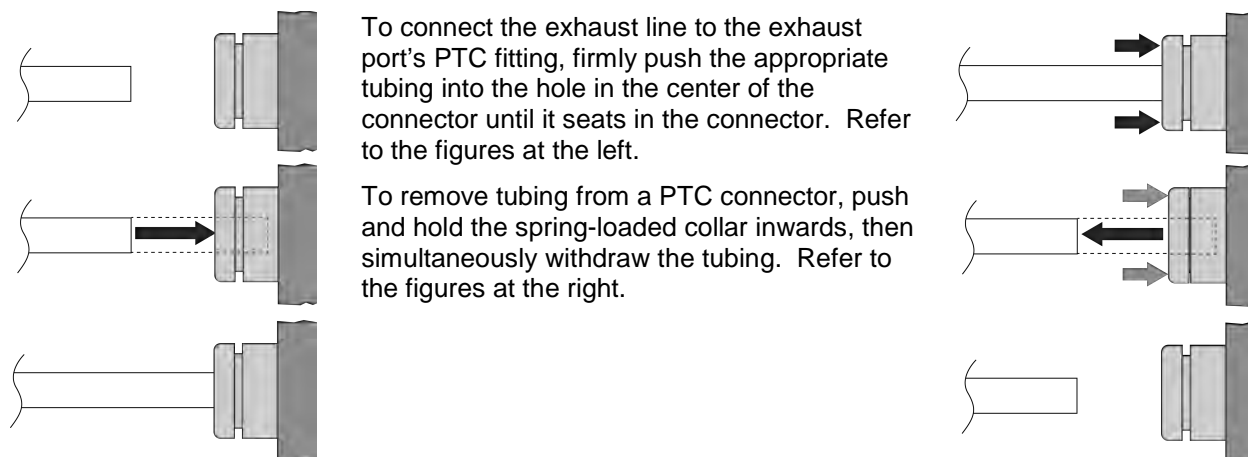 To connect the exhaust line to the exhaust
port's PTC fitting, firmly push the appropriate
tubing into the hole in the center of the
connector until it seats in the connector.  Refer
to the figures at the left.
To remove tubing from a PTC connector, push
and hold the spring-loaded collar inwards, then
simultaneously withdraw the tubing.  Refer to
the figures at the right.